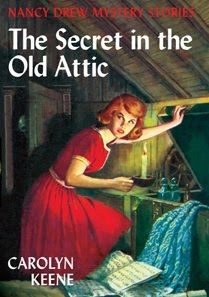 NANCY DREW MYSTERY STORIES
The Secret in the
Old Attic
CAROLYN
KEENE